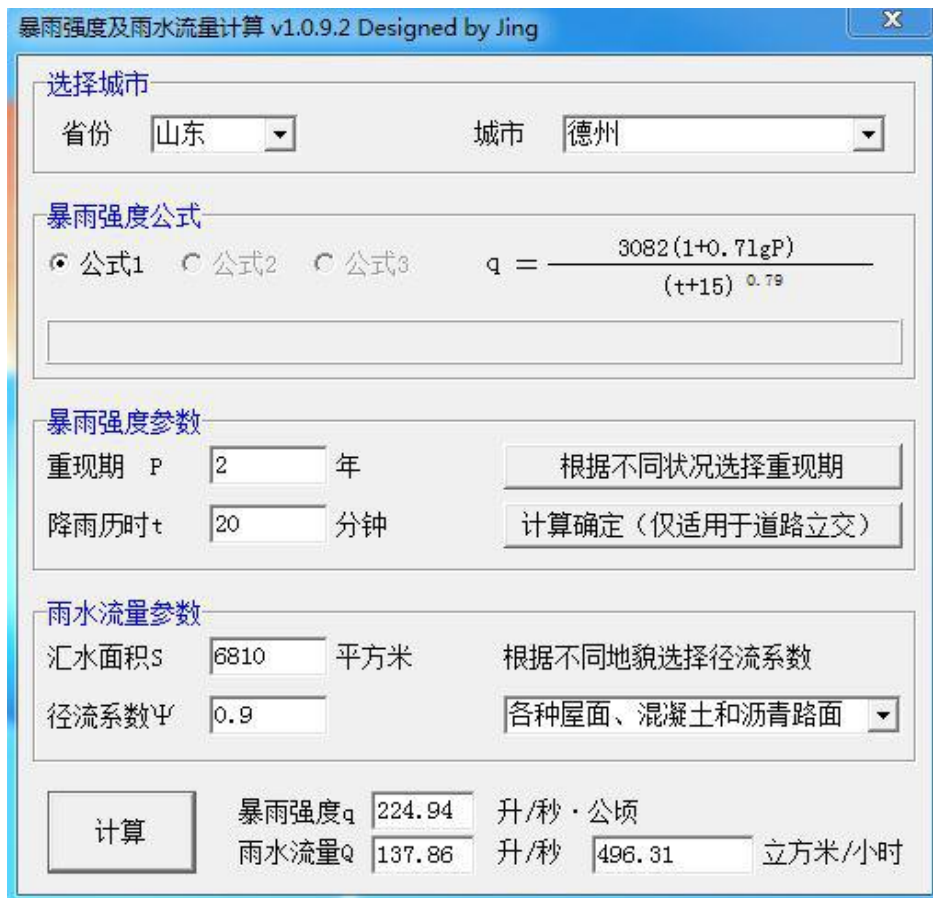 暴雨强度及雨水流量计算 v1.0.9.2 Designed by Jing
选择城市
省份 山东 城市 德州
暴雨强度公式
公式1 公式2 公式3 q = 3082(1+0.7lgP)
(t+15) 0.79
暴雨强度参数
重现期 P 2 年 根据不同状况选择重现期
降雨历时t 20 分钟 计算确定（仅适用于道路立交）
雨水流量参数
汇水面积S 6810 平方米 根据不同地貌选择径流系数
径流系数Ψ 0.9 各种屋面、混凝土和沥青路面
计算 暴雨强度q 224.94 升/秒·公顷
雨水流量Q 137.86 升/秒 496.31 立方米/小时